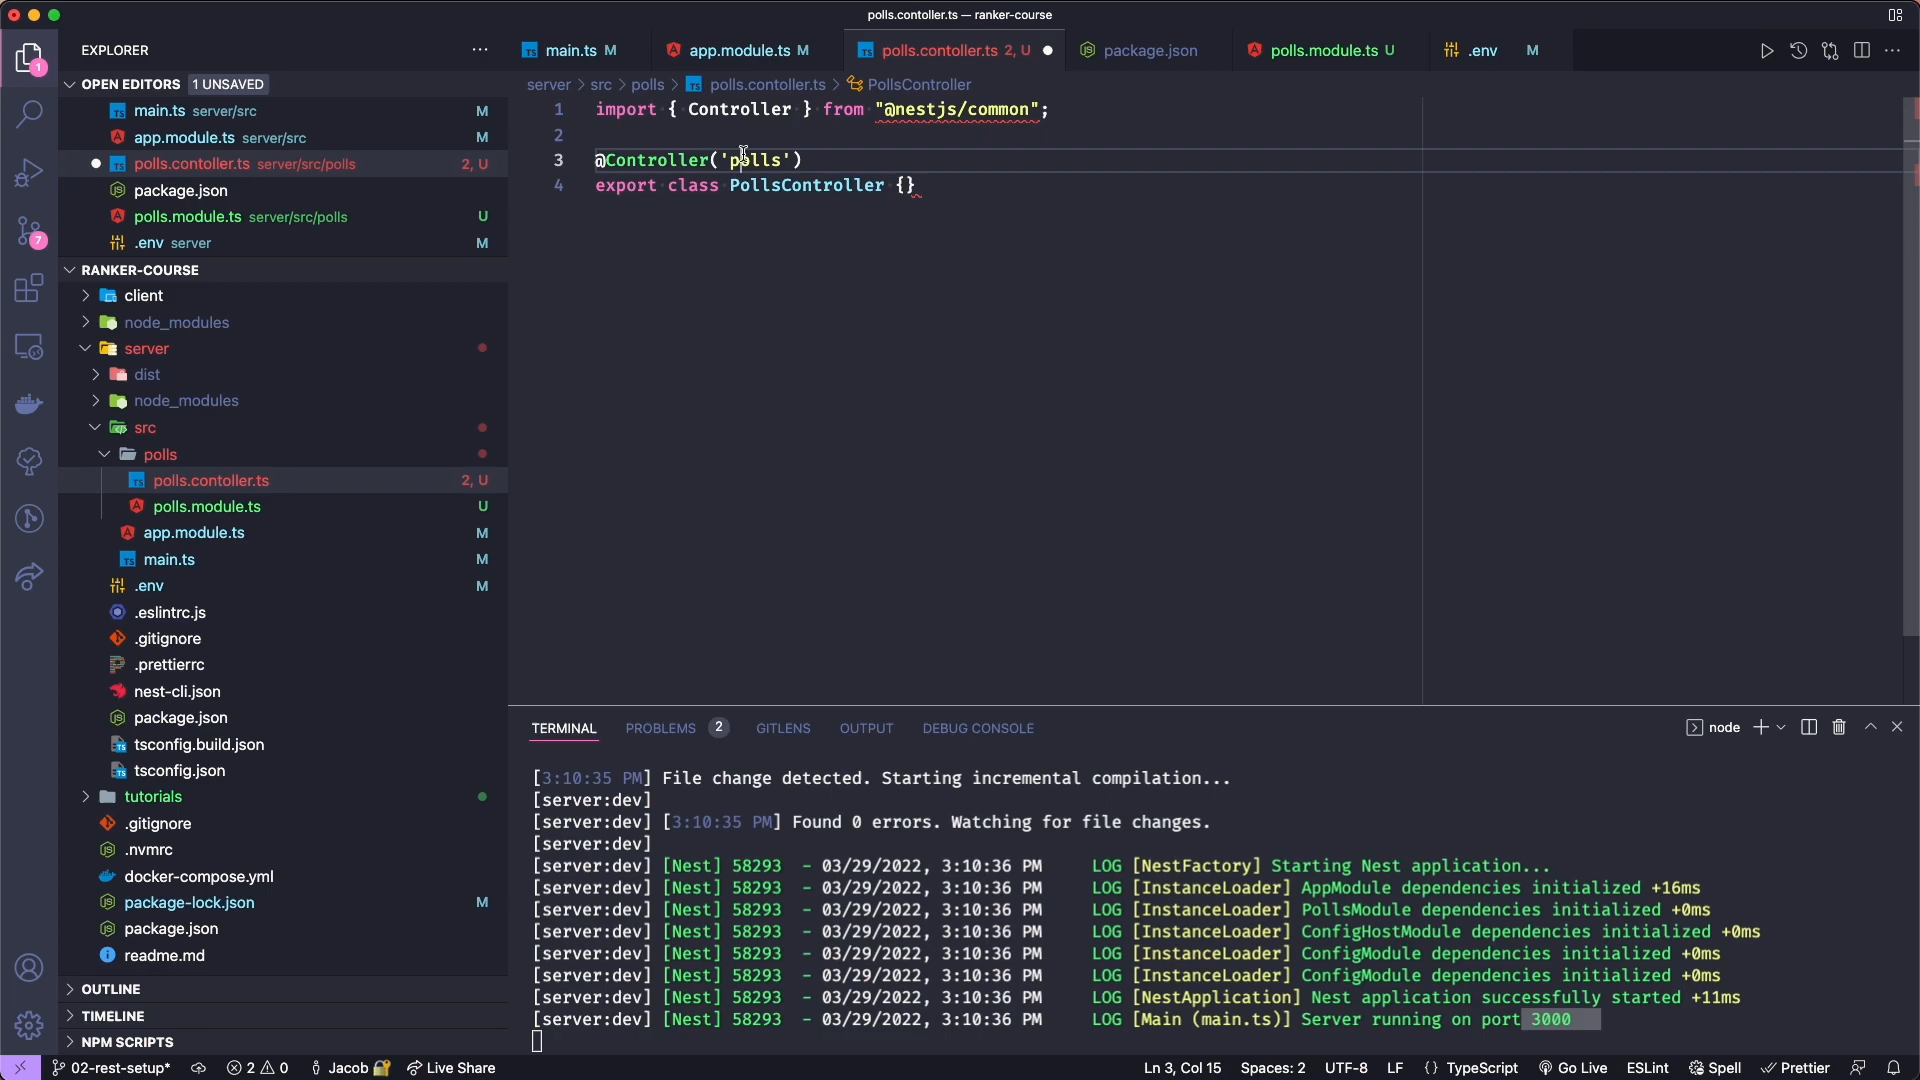 polls.contoller.ts — ranker-course
EXPLORER
main.ts M
app.module.ts M
polls.contoller.ts 2, U
package.json
polls.module.ts U
.env M
OPEN EDITORS 1 UNSAVED
server > src > polls > polls.contoller.ts > PollsController
main.ts server/src M
app.module.ts server/src M
polls.contoller.ts server/src/polls 2, U
package.json
polls.module.ts server/src/polls U
.env server M
1 import { Controller } from "@nestjs/common";
2
3 @Controller('polls')
4 export class PollsController {}
1
7
RANKER-COURSE
client
node_modules
server
dist
node_modules
src
polls
polls.contoller.ts 2, U
polls.module.ts U
app.module.ts M
main.ts M
.env M
.eslintrc.js
.gitignore
.prettierrc
nest-cli.json
package.json
tsconfig.build.json
tsconfig.json
tutorials
.gitignore
.nvmrc
docker-compose.yml
package-lock.json M
package.json
readme.md
OUTLINE
TIMELINE
NPM SCRIPTS
TERMINAL PROBLEMS 2 GITLENS OUTPUT DEBUG CONSOLE node
[3:10:35 PM] File change detected. Starting incremental compilation...
[server:dev]
[server:dev] [3:10:35 PM] Found 0 errors. Watching for file changes.
[server:dev]
[server:dev] [Nest] 58293 - 03/29/2022, 3:10:36 PM LOG [NestFactory] Starting Nest application...
[server:dev] [Nest] 58293 - 03/29/2022, 3:10:36 PM LOG [InstanceLoader] AppModule dependencies initialized +16ms
[server:dev] [Nest] 58293 - 03/29/2022, 3:10:36 PM LOG [InstanceLoader] PollsModule dependencies initialized +0ms
[server:dev] [Nest] 58293 - 03/29/2022, 3:10:36 PM LOG [InstanceLoader] ConfigHostModule dependencies initialized +0ms
[server:dev] [Nest] 58293 - 03/29/2022, 3:10:36 PM LOG [InstanceLoader] ConfigModule dependencies initialized +0ms
[server:dev] [Nest] 58293 - 03/29/2022, 3:10:36 PM LOG [InstanceLoader] ConfigModule dependencies initialized +0ms
[server:dev] [Nest] 58293 - 03/29/2022, 3:10:36 PM LOG [NestApplication] Nest application successfully started +11ms
[server:dev] [Nest] 58293 - 03/29/2022, 3:10:36 PM LOG [Main (main.ts)] Server running on port 3000
02-rest-setup* 2 0 Jacob Live Share Ln 3, Col 15 Spaces: 2 UTF-8 LF {} TypeScript Go Live ESLint Spell Prettier